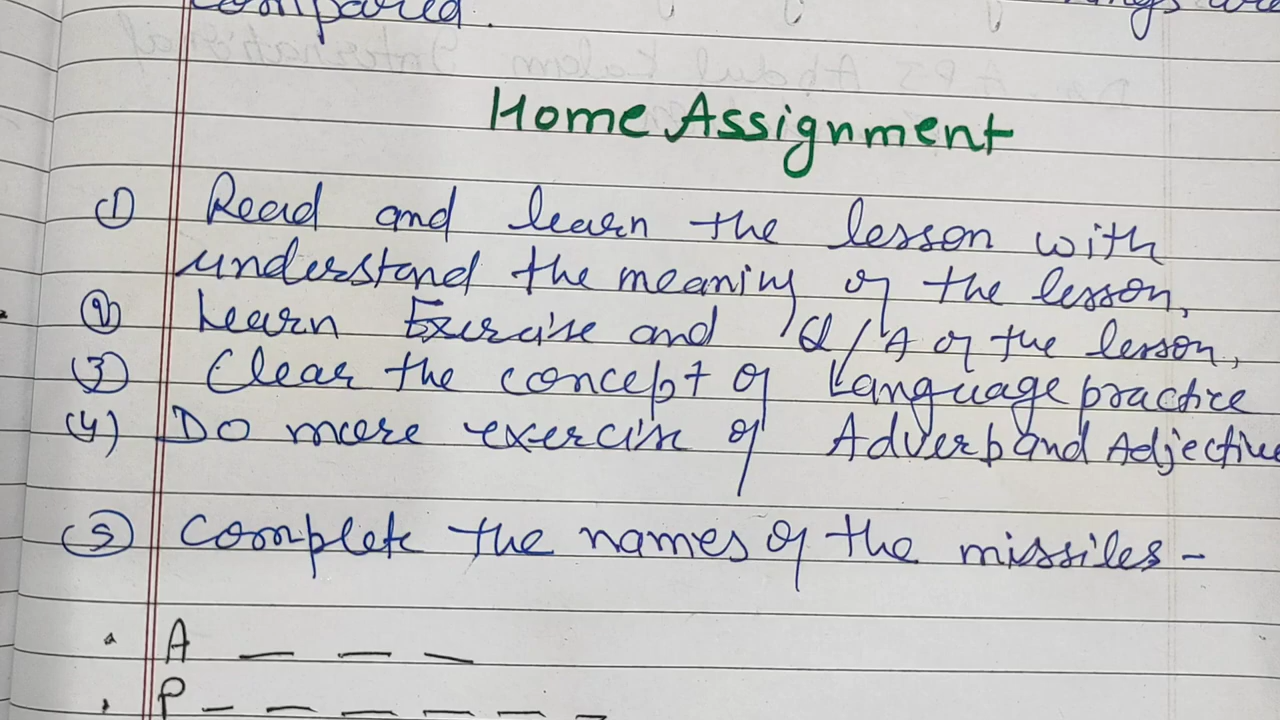 compared.
Home Assignment
(1) Read and learn the lesson with
understand the meaning of the lesson,
(2) Learn Exercise and Q/A of the lesson,
(3) Clear the concept of Language practice
(4) Do more exercise of Adverb and Adjective
(5) Complete the names of the missiles -
A _ _ _
P _ _ _ _ _ _